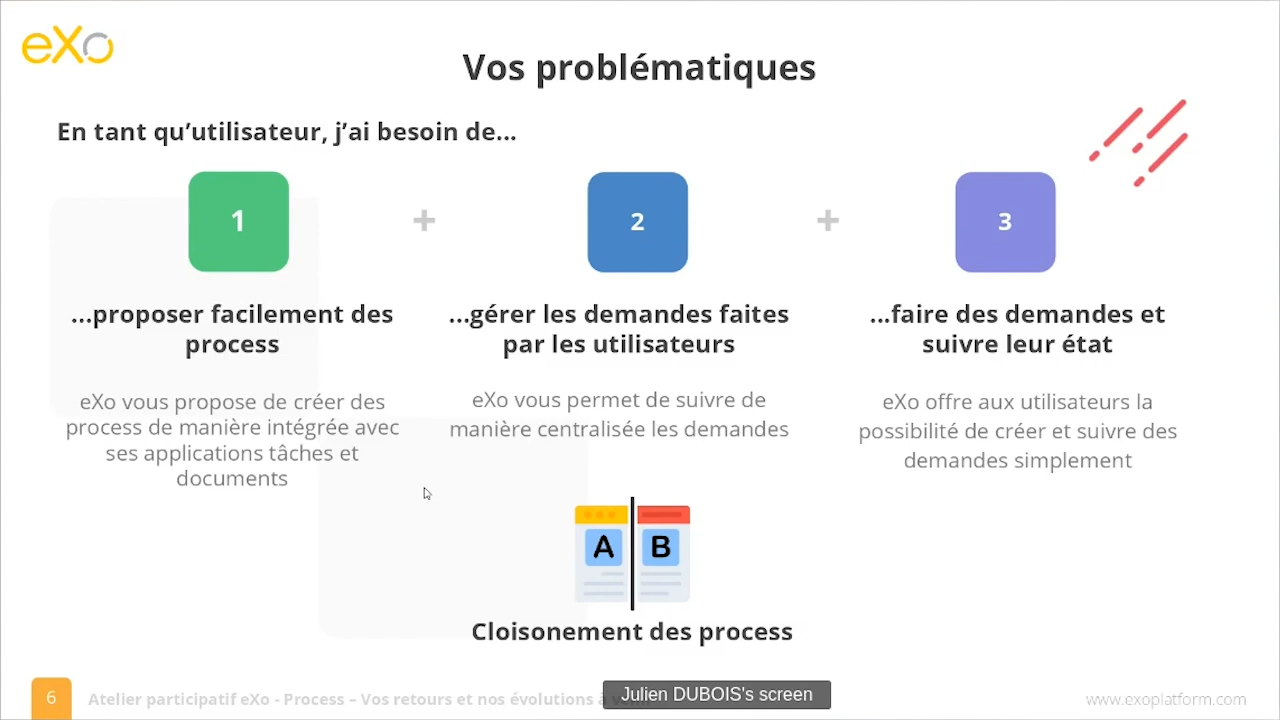 eXo
Vos problématiques
En tant qu’utilisateur, j’ai besoin de...
1
+
2
+
3
...proposer facilement des
process
...gérer les demandes faites
par les utilisateurs
...faire des demandes et
suivre leur état
eXo vous propose de créer des
process de manière intégrée avec
ses applications tâches et
documents
eXo vous permet de suivre de
manière centralisée les demandes
eXo offre aux utilisateurs la
possibilité de créer et suivre des
demandes simplement
A
B
Cloisonement des process
6
Atelier participatif eXo - Process – Vos retours et nos évolutions à
Julien DUBOIS's screen
www.exoplatform.com